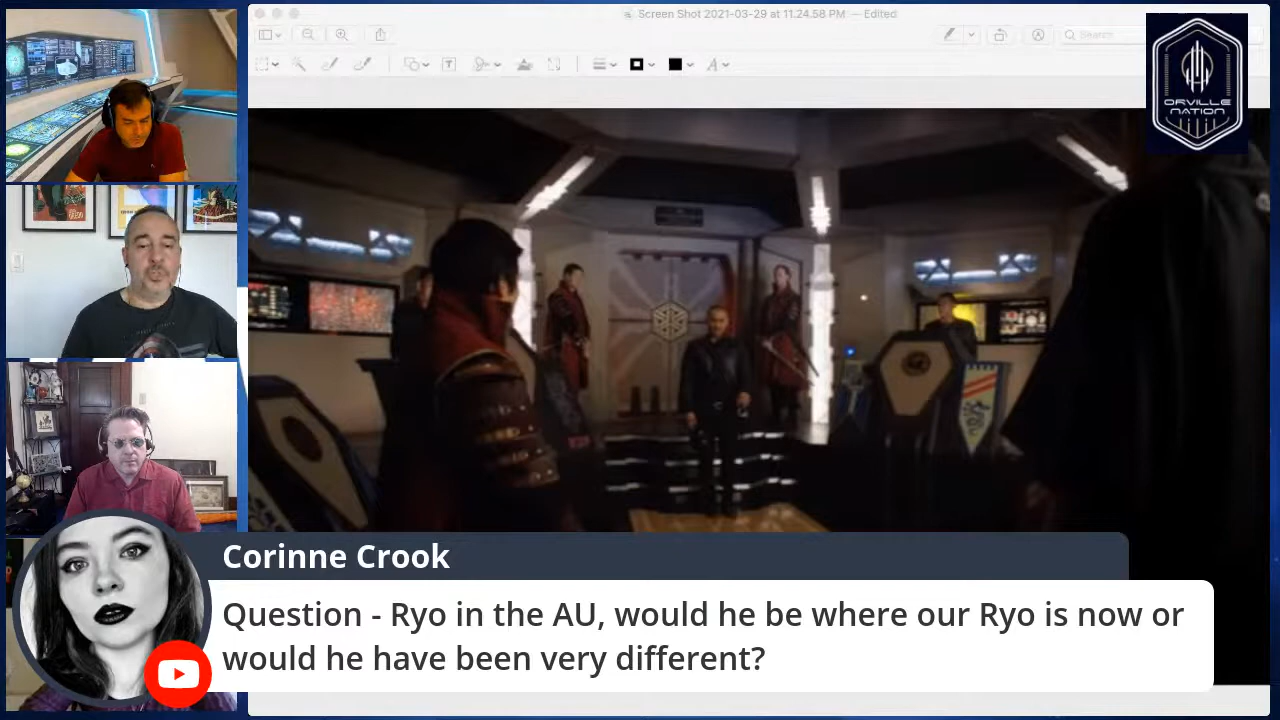 Screen Shot 2021-03-29 at 11.24.58 PM — Edited
Search
ORVILLE
NATION
Corinne Crook
Question - Ryo in the AU, would he be where our Ryo is now or
would he have been very different?